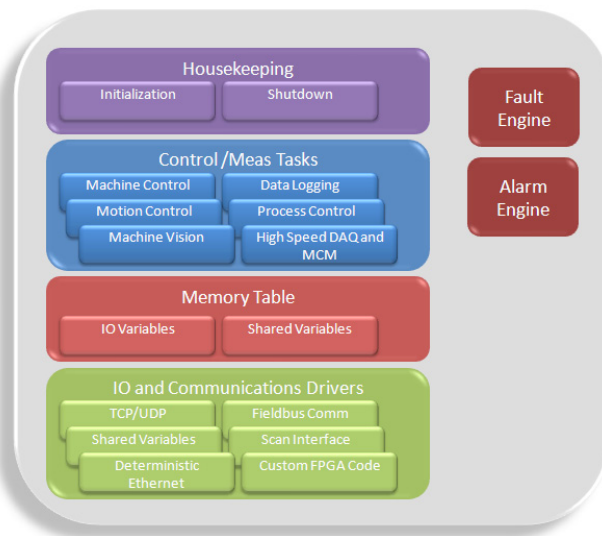 Housekeeping
Initialization
Shutdown
Fault
Engine
Control /Meas Tasks
Machine Control
Data Logging
Motion Control
Process Control
Machine Vision
High Speed DAQ and
MCM
Alarm
Engine
Memory Table
IO Variables
Shared Variables
IO and Communications Drivers
TCP/UDP
Fieldbus Comm
Shared Variables
Scan Interface
Deterministic
Ethernet
Custom FPGA Code